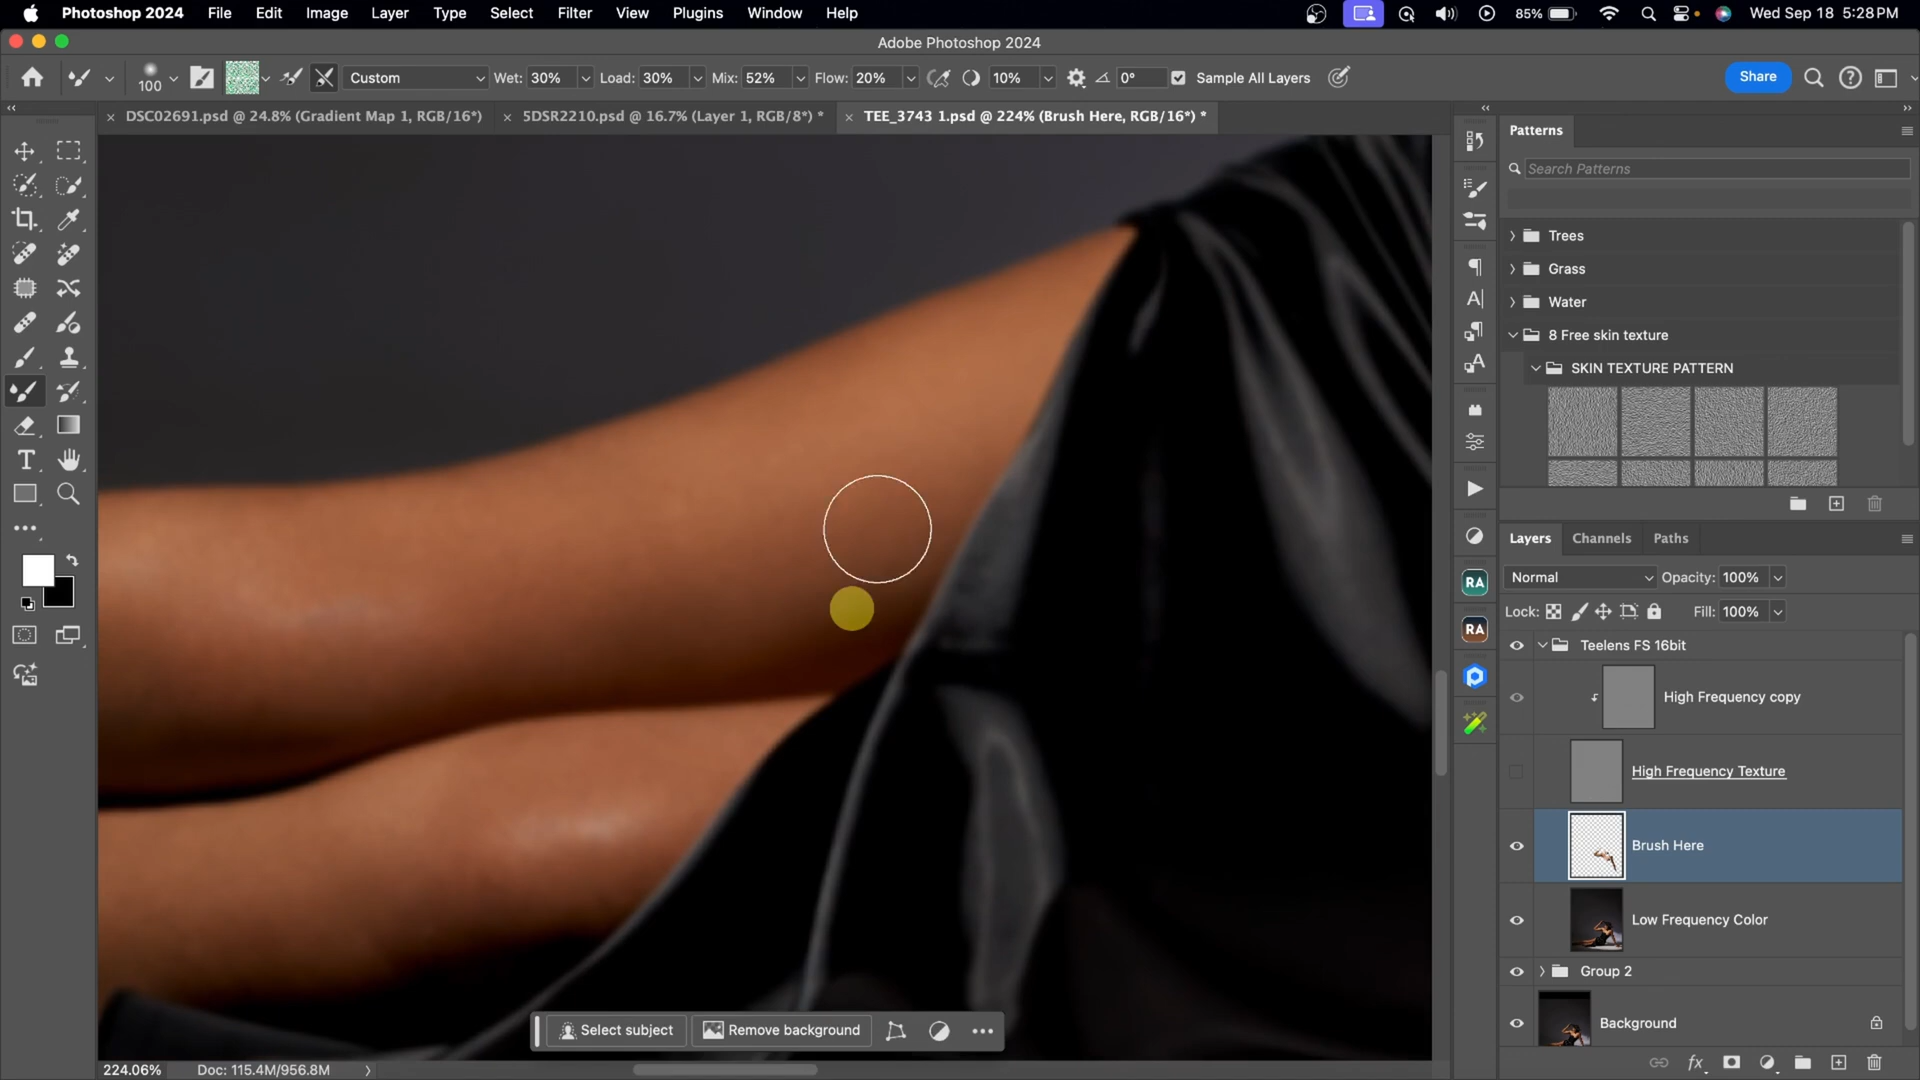 Photoshop 2024 File Edit Image Layer Type Select Filter View Plugins Window Help 85% Wed Sep 18 5:28 PM
Adobe Photoshop 2024
100 Custom Wet: 30% Load: 30% Mix: 52% Flow: 20% 10% 0° Sample All Layers Share
× DSC02691.psd @ 24.8% (Gradient Map 1, RGB/16*) × 5DSR2210.psd @ 16.7% (Layer 1, RGB/8*) * × TEE_3743 1.psd @ 224% (Brush Here, RGB/16*) *
Patterns
Search Patterns
Trees
Grass
Water
8 Free skin texture
SKIN TEXTURE PATTERN
Layers Channels Paths
Normal Opacity: 100%
Lock: Fill: 100%
RA
RA
Teelens FS 16bit
High Frequency copy
High Frequency Texture
Brush Here
Low Frequency Color
Group 2
Background
Select subject Remove background
224.06% Doc: 115.4M/956.8M
fx